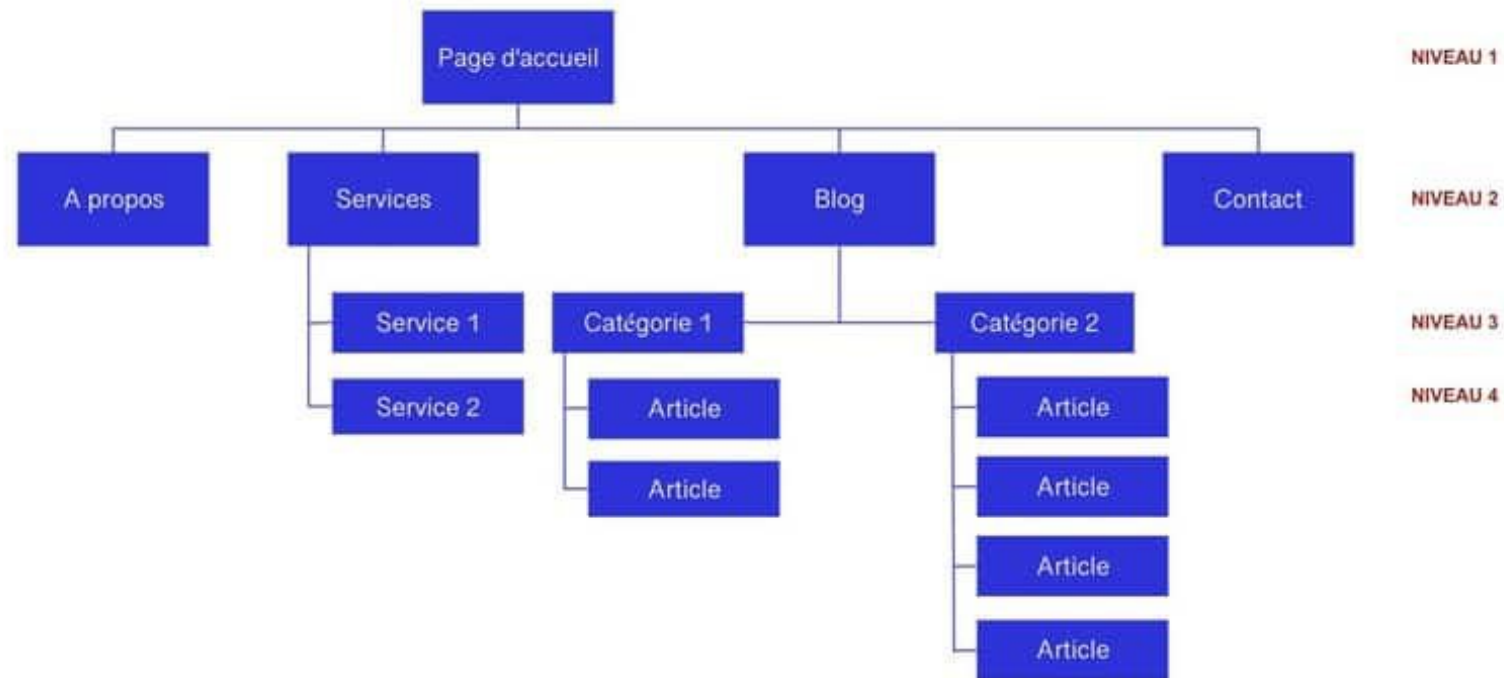 Page d'accueil
NIVEAU 1
A propos
Services
Blog
Contact
NIVEAU 2
Service 1
Catégorie 1
Catégorie 2
NIVEAU 3
Service 2
Article
Article
NIVEAU 4
Article
Article
Article
Article